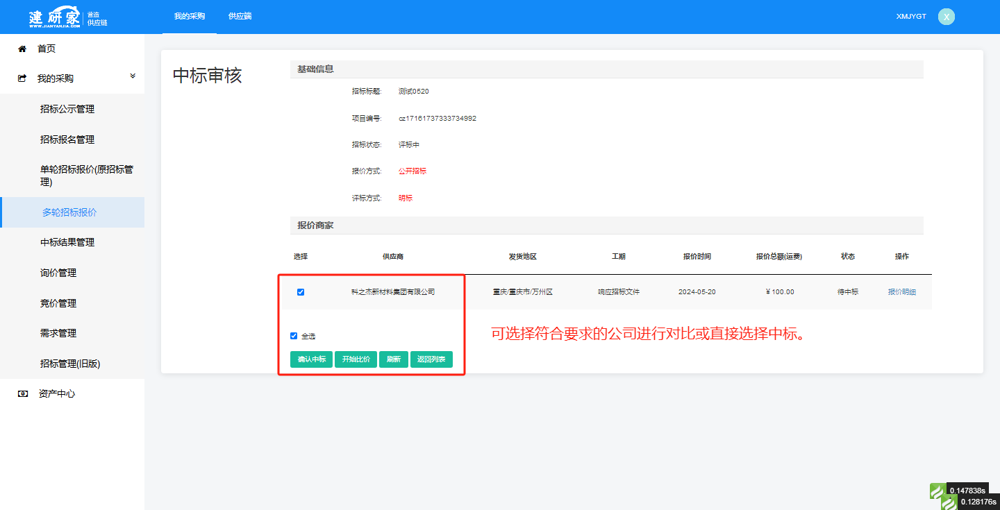 建研家
营造
供应链
WWW.JIANYANJIA.COM
我的采购
供应端
XMJYGT
X
首页
我的采购
招标公示管理
招标报名管理
单轮招标报价(原招标管
理)
多轮招标报价
中标结果管理
询价管理
竞价管理
需求管理
招标管理(旧版)
资产中心
中标审核
基础信息
招标标题: 测试0520
项目编号: cz17161737333734992
招标状态: 评标中
报价方式: 公开招标
评标方式: 明标
报价商家
选择 供应商 发货地区 工期 报价时间 报价总额(运费) 状态 操作
科之杰新材料集团有限公司 重庆/重庆市/万州区 响应招标文件 2024-05-20 ¥ 100.00 待中标 报价明细
全选
可选择符合要求的公司进行对比或直接选择中标。
确认中标 开始比价 刷新 返回列表
0.147838s
0.128176s